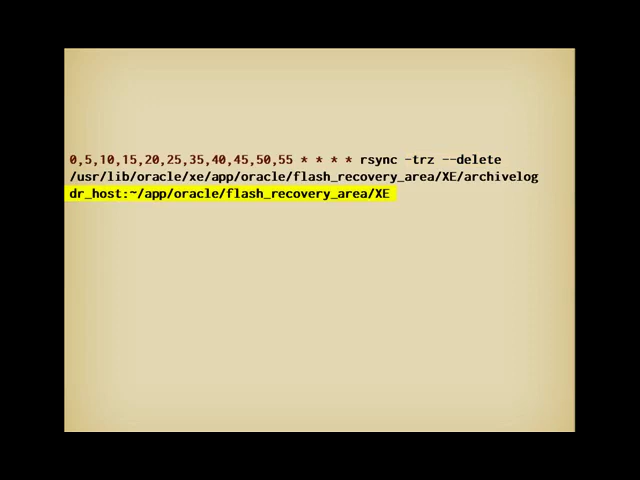 0,5,10,15,20,25,35,40,45,50,55 * * * * rsync -trz --delete
/usr/lib/oracle/xe/app/oracle/flash_recovery_area/XE/archivelog
dr_host:~/app/oracle/flash_recovery_area/XE